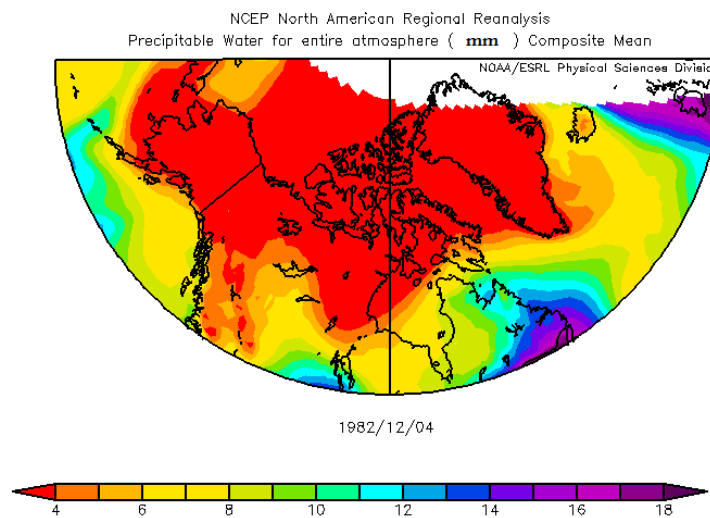 NCEP North American Regional Reanalysis
Precipitable Water for entire atmosphere ( mm ) Composite Mean
NOAA/ESRL Physical Sciences Divisio
1982/12/04
4 6 8 10 12 14 16 18